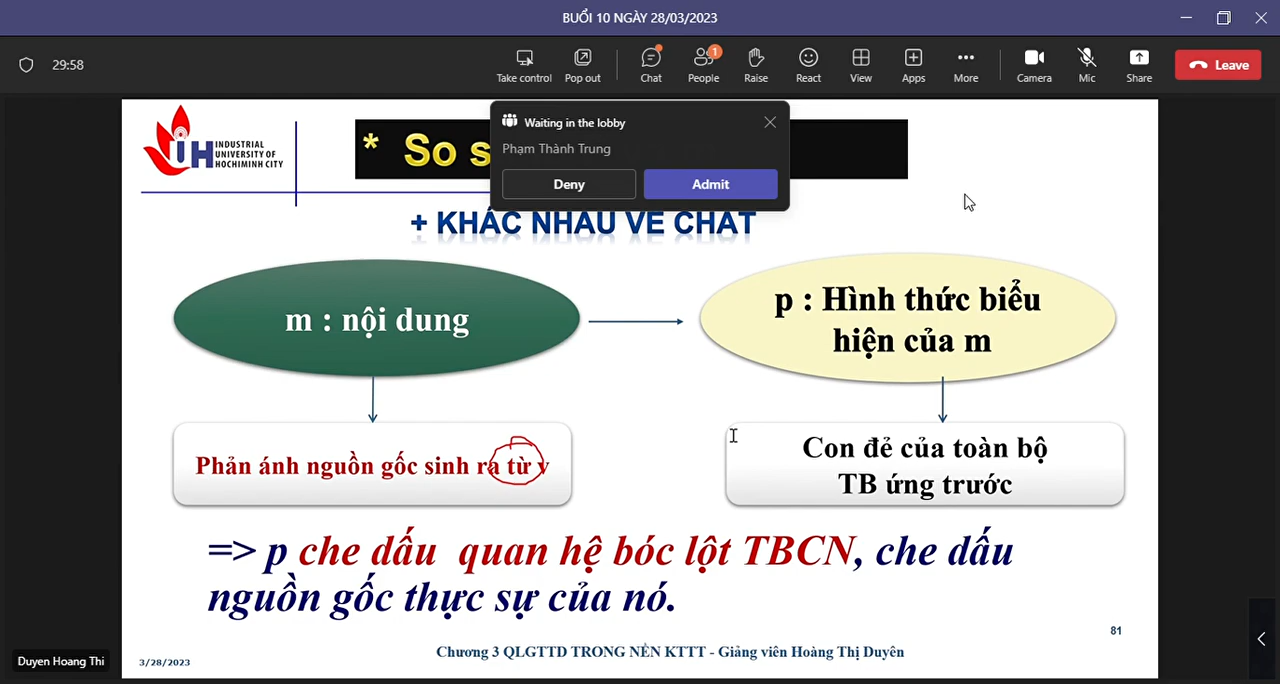 BUỔI 10 NGÀY 28/03/2023
29:58
Take control
Pop out
Chat
People
1
Raise
React
View
Apps
More
Camera
Mic
Share
Leave
INDUSTRIAL
UNIVERSITY OF
HOCHIMINH CITY
* So s
Waiting in the lobby
Phạm Thành Trung
Deny
Admit
+ KHÁC NHAU VỀ CHẤT
m : nội dung
p : Hình thức biểu
hiện của m
Phản ánh nguồn gốc sinh ra từ v
Con đẻ của toàn bộ
TB ứng trước
=> p che dấu quan hệ bóc lột TBCN, che dấu
nguồn gốc thực sự của nó.
81
Duyen Hoang Thi
3/28/2023
Chương 3 QLGTTD TRONG NỀN KTTT - Giảng viên Hoàng Thị Duyên